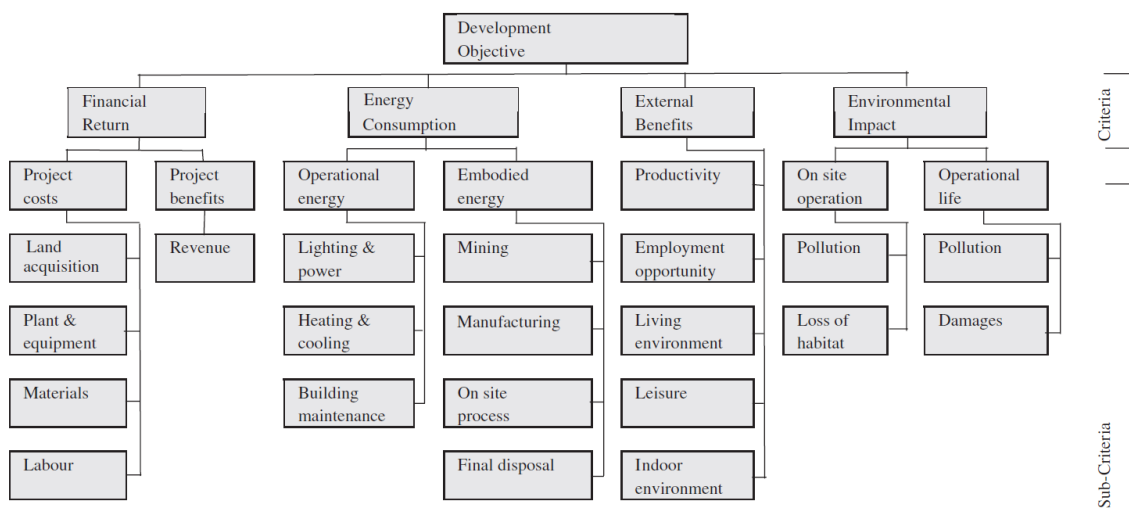 Development
Objective
Financial
Return
Energy
Consumption
External
Benefits
Environmental
Impact
Criteria
Project
costs
Project
benefits
Operational
energy
Embodied
energy
Productivity
On site
operation
Operational
life
Land
acquisition
Revenue
Lighting &
power
Mining
Employment
opportunity
Pollution
Pollution
Plant &
equipment
Heating &
cooling
Manufacturing
Living
environment
Loss of
habitat
Damages
Materials
Building
maintenance
On site
process
Leisure
Labour
Final disposal
Indoor
environment
Sub-Criteria